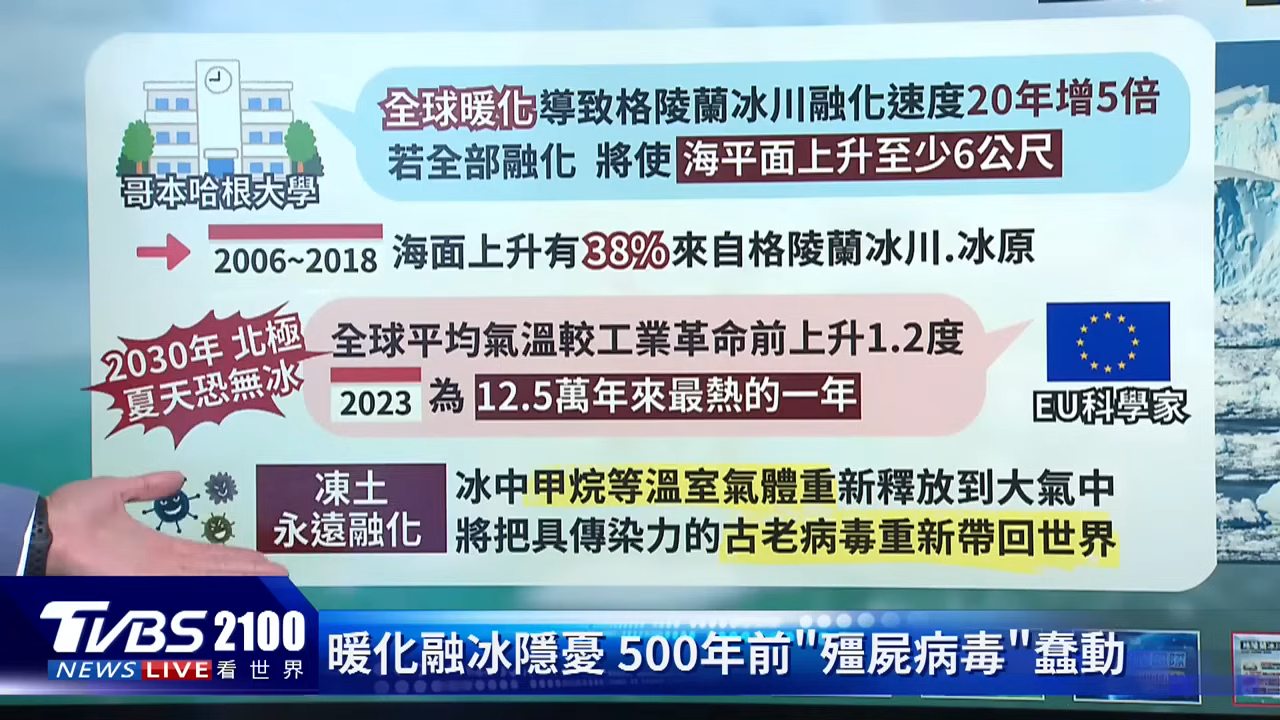 全球暖化導致格陵蘭冰川融化速度20年增5倍
若全部融化 將使 海平面上升至少6公尺
哥本哈根大學
2006~2018 海面上升有38%來自格陵蘭冰川.冰原
2030年 北極
夏天恐無冰
全球平均氣溫較工業革命前上升1.2度
2023 為 12.5萬年來最熱的一年
EU科學家
凍土
永遠融化
冰中甲烷等溫室氣體重新釋放到大氣中
將把具傳染力的古老病毒重新帶回世界
TVBS 2100
NEWS LIVE 看世界
暖化融冰隱憂 500年前"殭屍病毒"蠢動